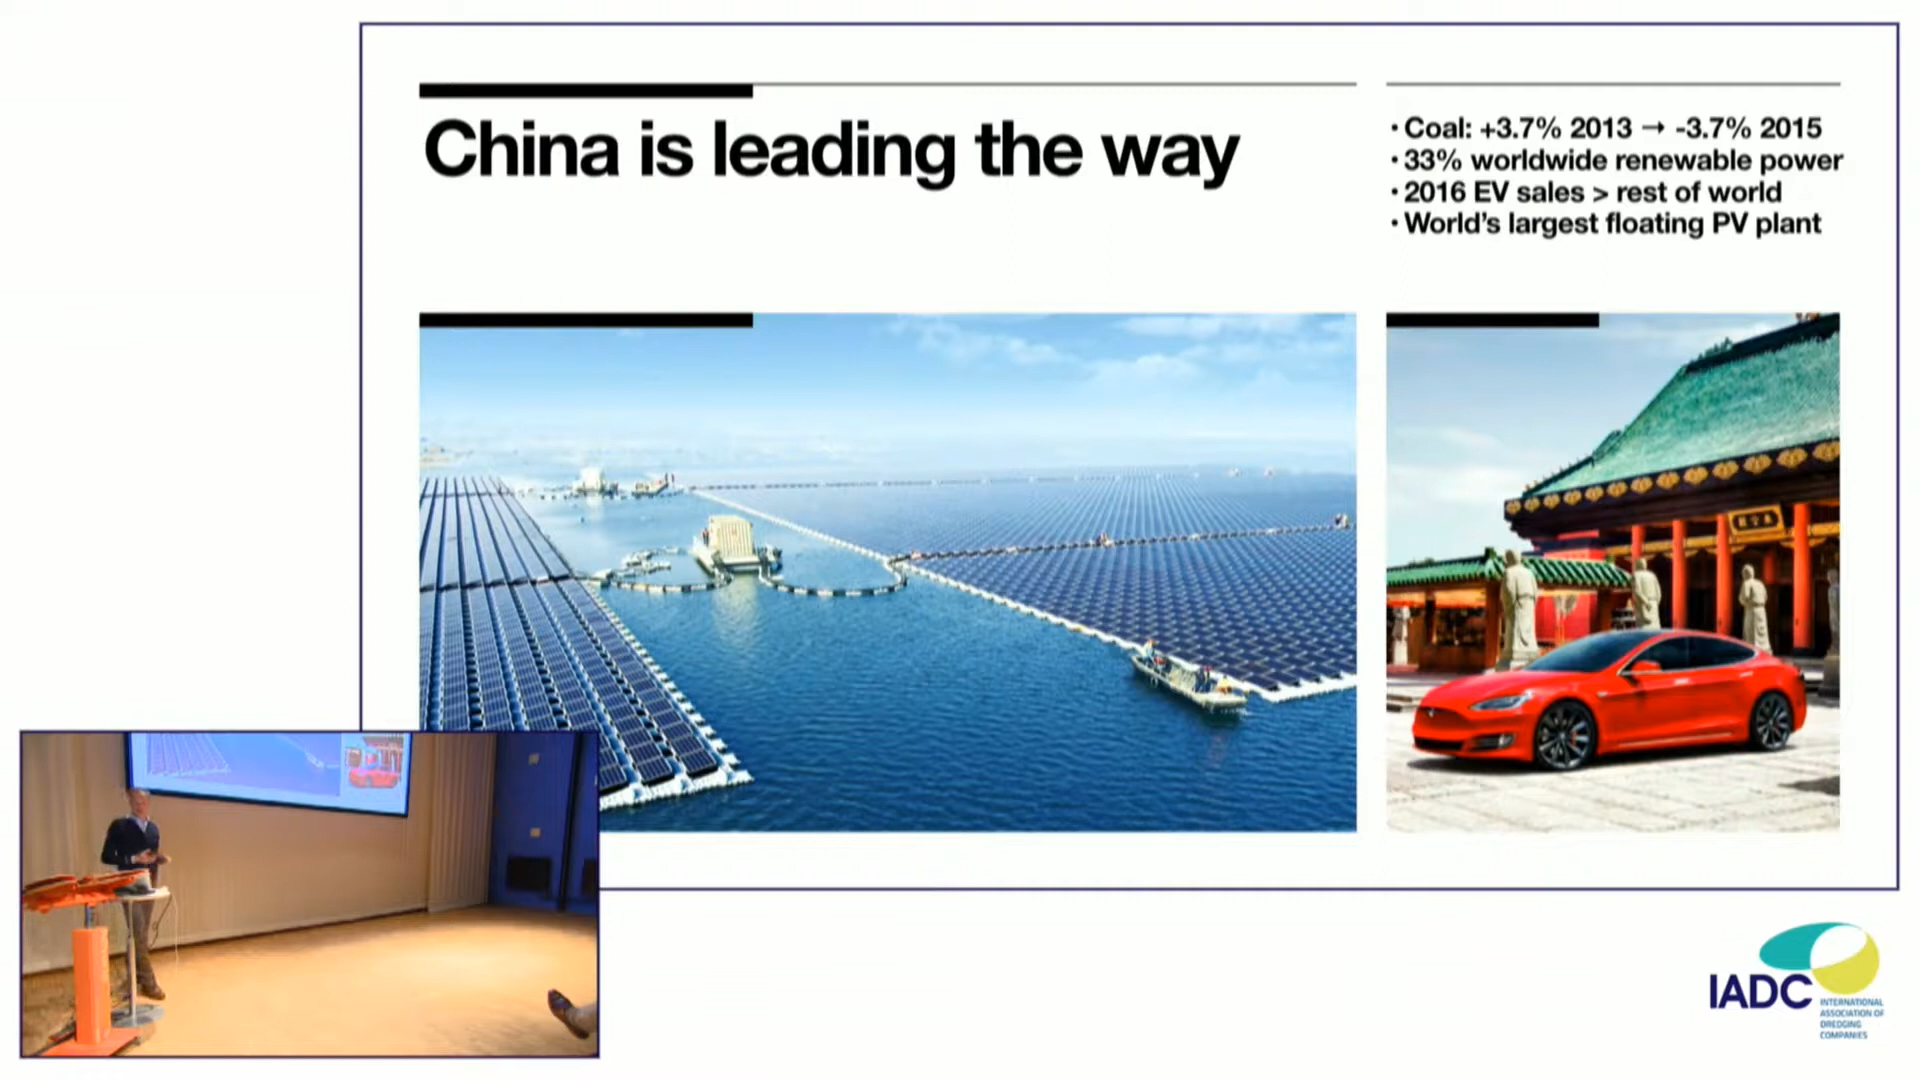 China is leading the way
• Coal: +3.7% 2013 → -3.7% 2015
• 33% worldwide renewable power
• 2016 EV sales > rest of world
• World's largest floating PV plant
IADC
INTERNATIONAL
ASSOCIATION OF
DREDGING
COMPANIES